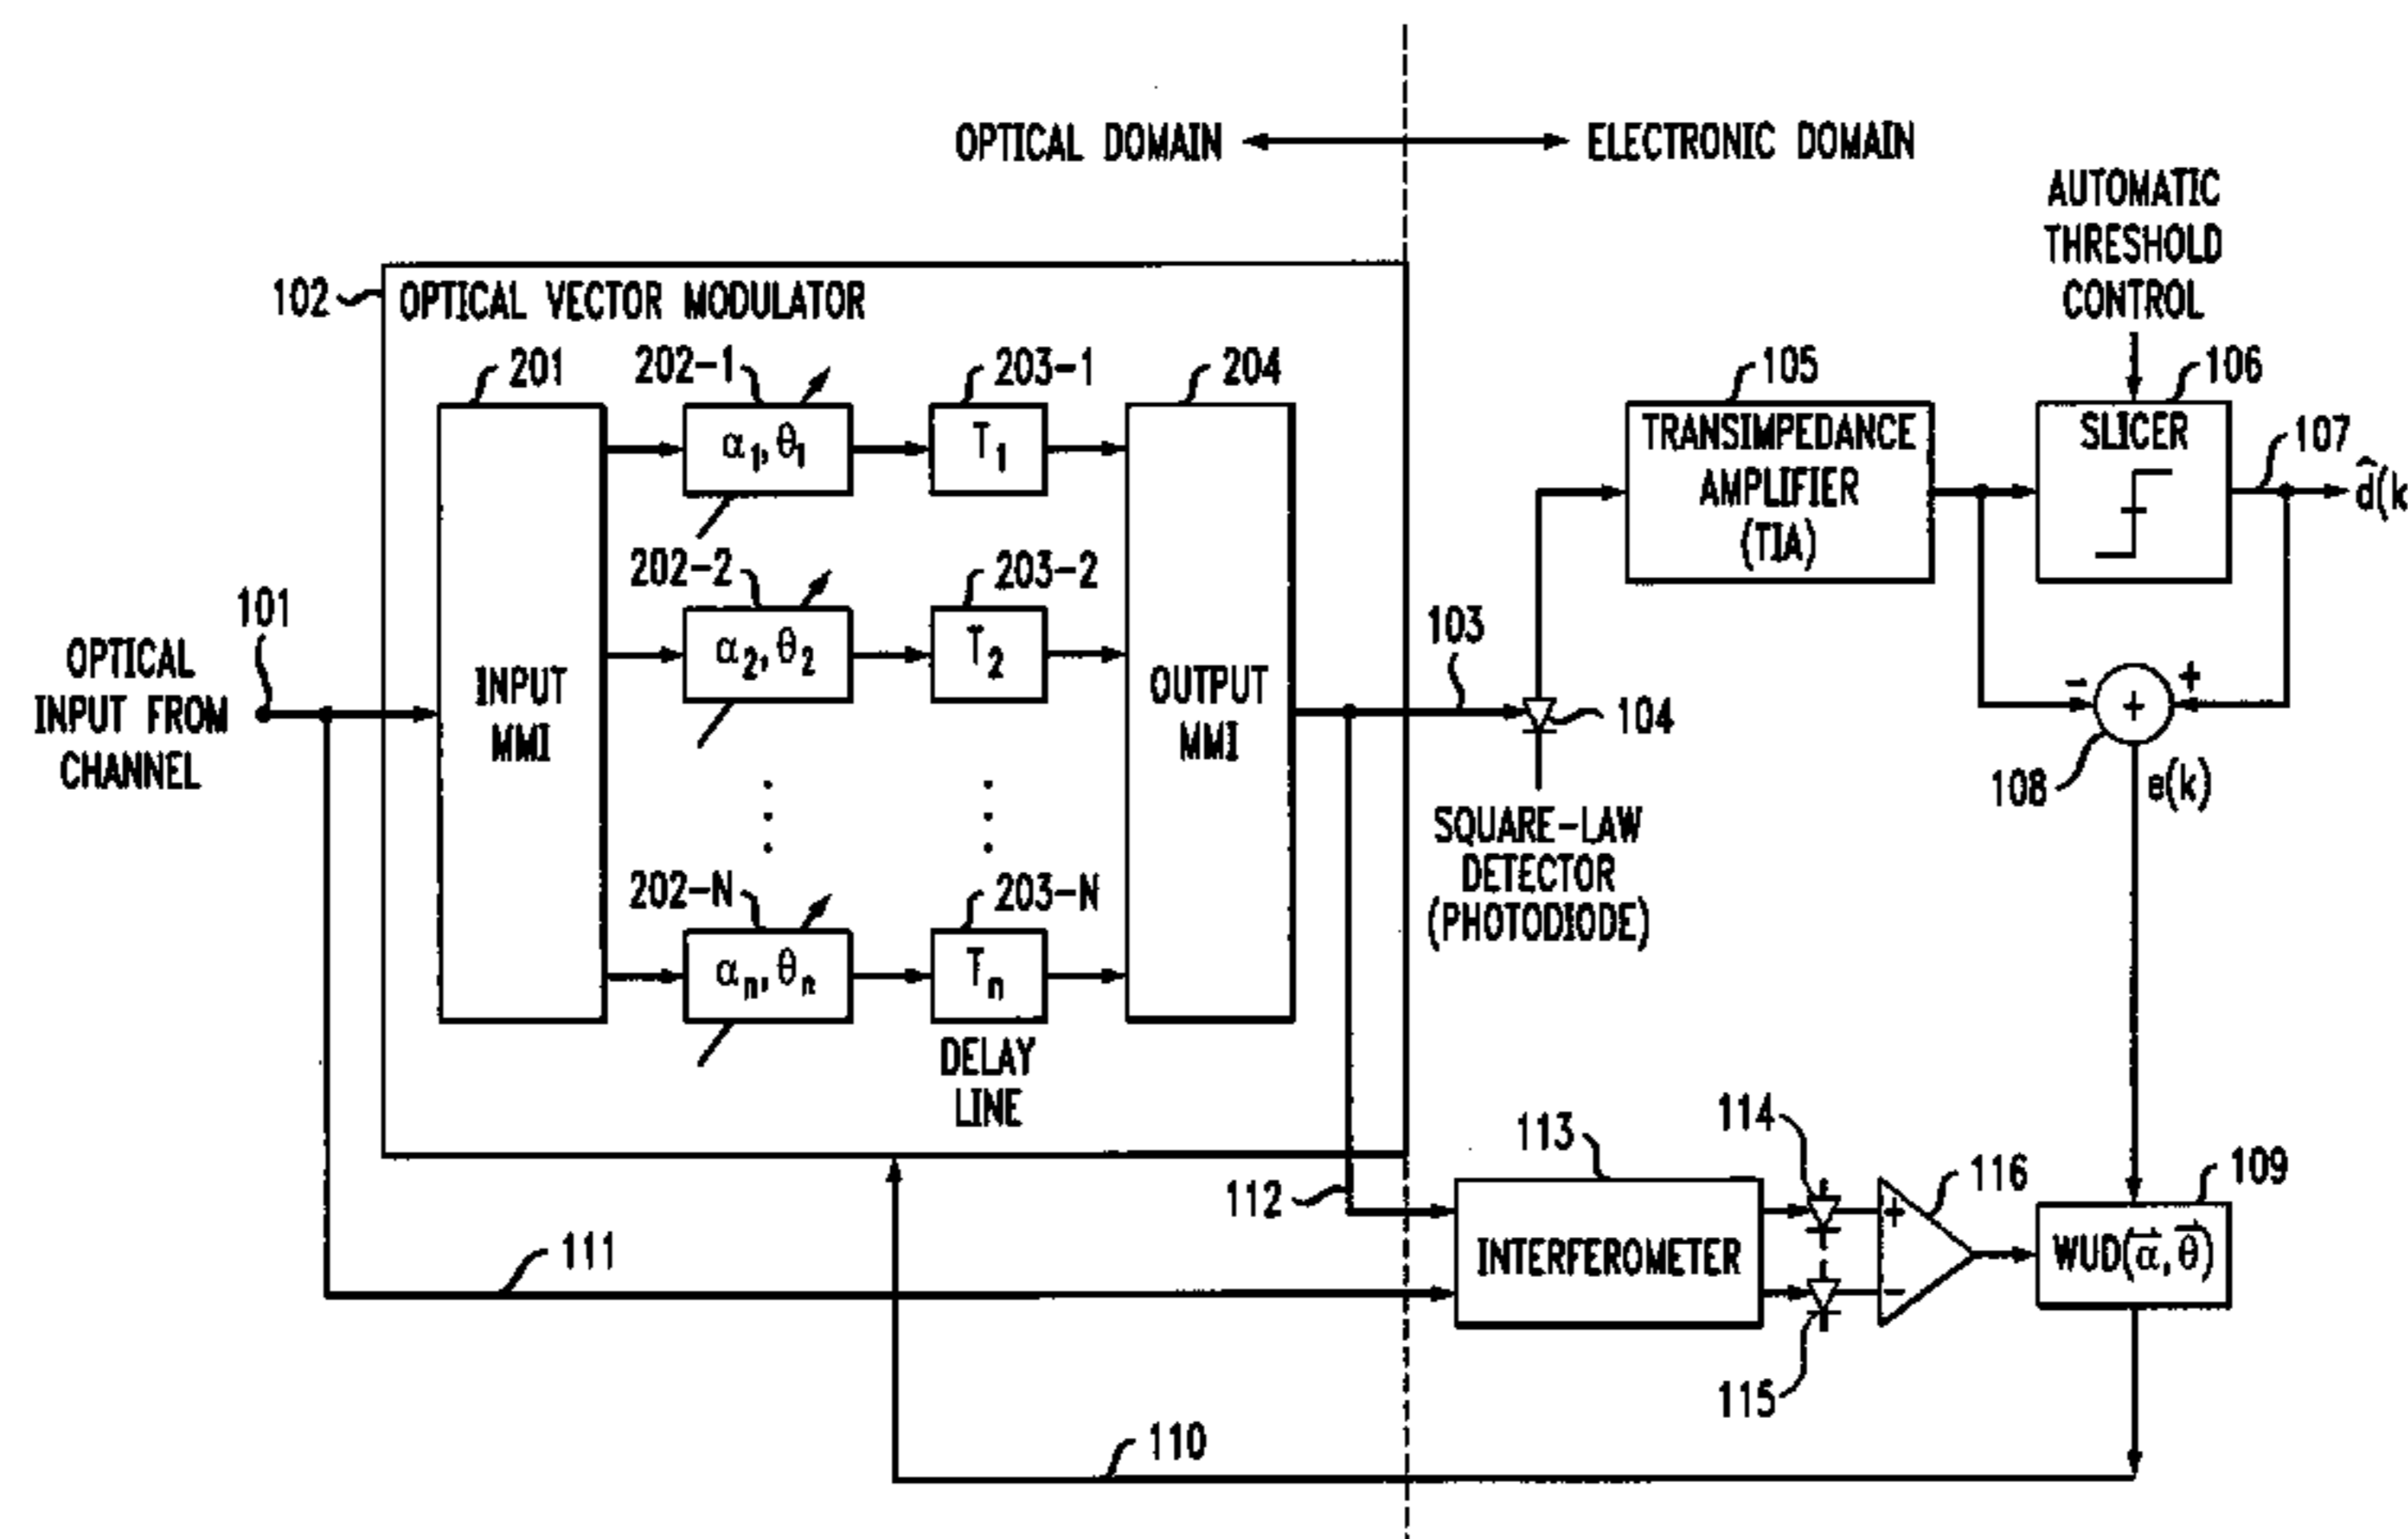 OPTICAL DOMAIN
ELECTRONIC DOMAIN
AUTOMATIC
THRESHOLD
CONTROL
102
OPTICAL VECTOR MODULATOR
201
202-1
203-1
204
105
106
α1, θ1
T1
TRANSIMPEDANCE
AMPLIFIER
(TIA)
SLICER
107
d̂(k
202-2
203-2
α2, θ2
T2
101
OPTICAL
INPUT FROM
CHANNEL
INPUT
MMI
OUTPUT
MMI
103
104
SQUARE-LAW
DETECTOR
(PHOTODIODE)
-
+
+
108
e(k)
202-N
203-N
αn, θn
Tn
DELAY
LINE
112
113
INTERFEROMETER
114
115
116
+
-
109
WUD(α⃗, θ⃗)
111
110